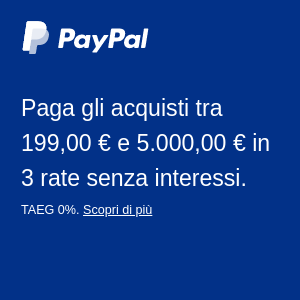 PayPal
Paga gli acquisti tra
199,00 € e 5.000,00 € in
3 rate senza interessi.
TAEG 0%. Scopri di più